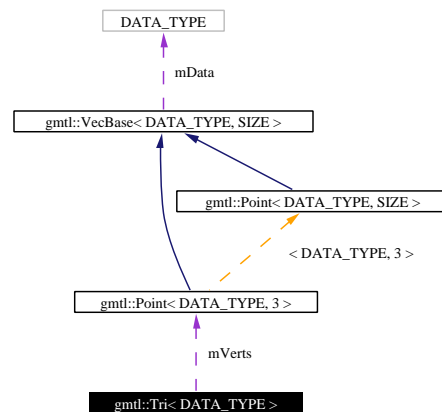 DATA_TYPE
mData
gmtl::VecBase< DATA_TYPE, SIZE >
gmtl::Point< DATA_TYPE, SIZE >
< DATA_TYPE, 3 >
gmtl::Point< DATA_TYPE, 3 >
mVerts
gmtl::Tri< DATA_TYPE >